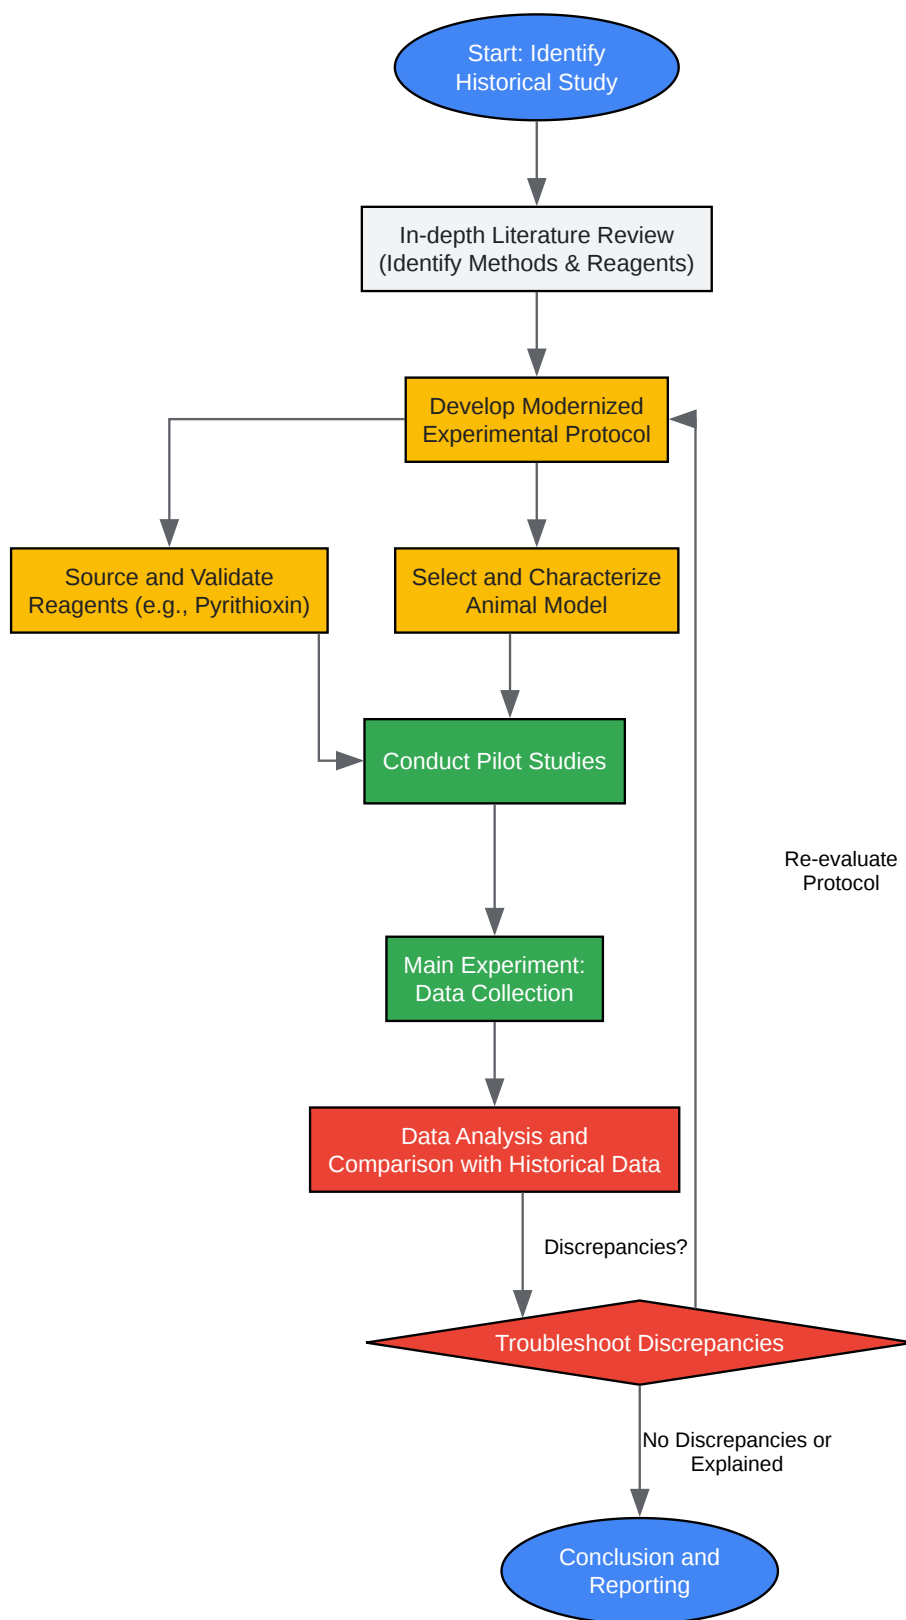 Start: Identify
Historical Study
In-depth Literature Review
(Identify Methods & Reagents)
Develop Modernized
Experimental Protocol
Source and Validate
Reagents (e.g., Pyrithioxin)
Select and Characterize
Animal Model
Conduct Pilot Studies
Re-evaluate
Protocol
Main Experiment:
Data Collection
Data Analysis and
Comparison with Historical Data
Discrepancies?
Troubleshoot Discrepancies
No Discrepancies or
Explained
Conclusion and
Reporting